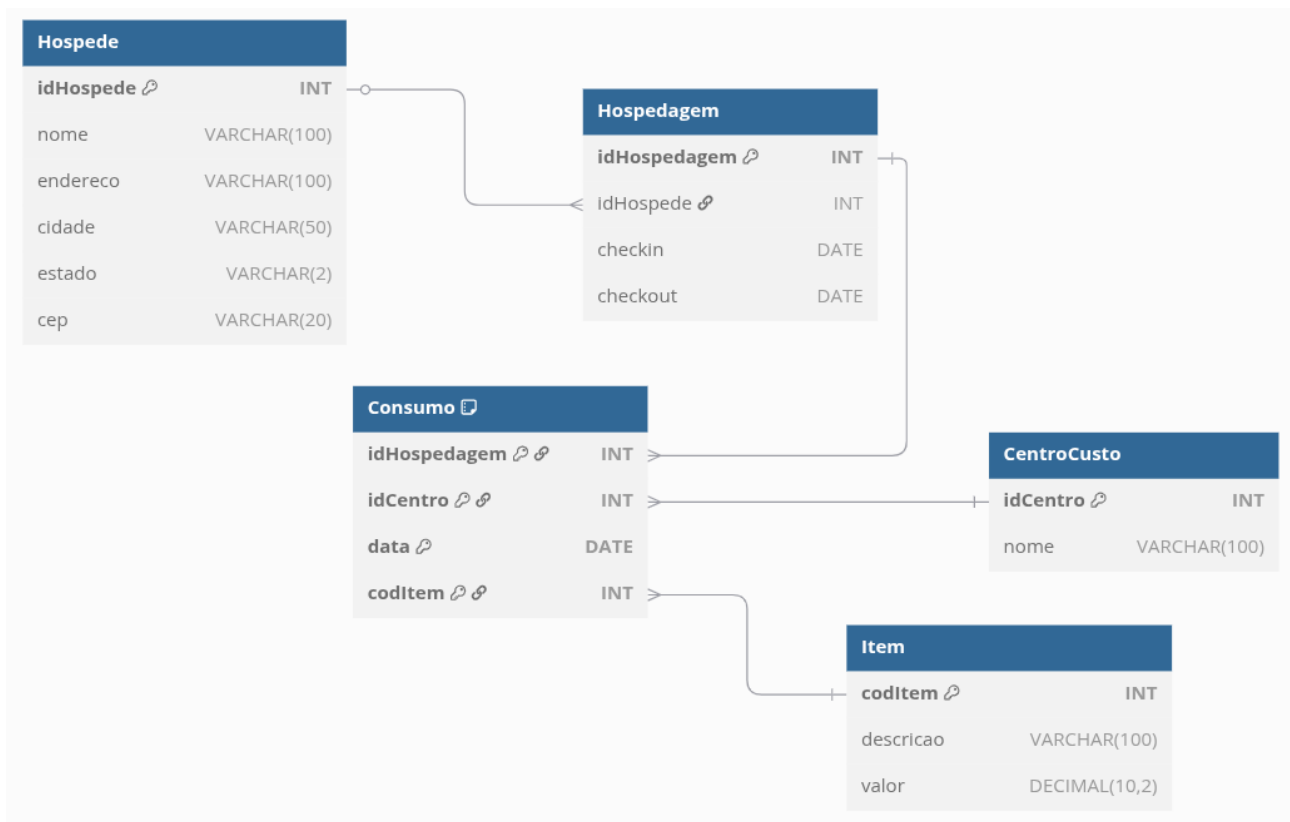 Hospede
idHospede INT
nome VARCHAR(100)
endereco VARCHAR(100)
cidade VARCHAR(50)
estado VARCHAR(2)
cep VARCHAR(20)
Hospedagem
idHospedagem INT
idHospede INT
checkin DATE
checkout DATE
Consumo
idHospedagem INT
idCentro INT
data DATE
codItem INT
CentroCusto
idCentro INT
nome VARCHAR(100)
Item
codItem INT
descricao VARCHAR(100)
valor DECIMAL(10,2)